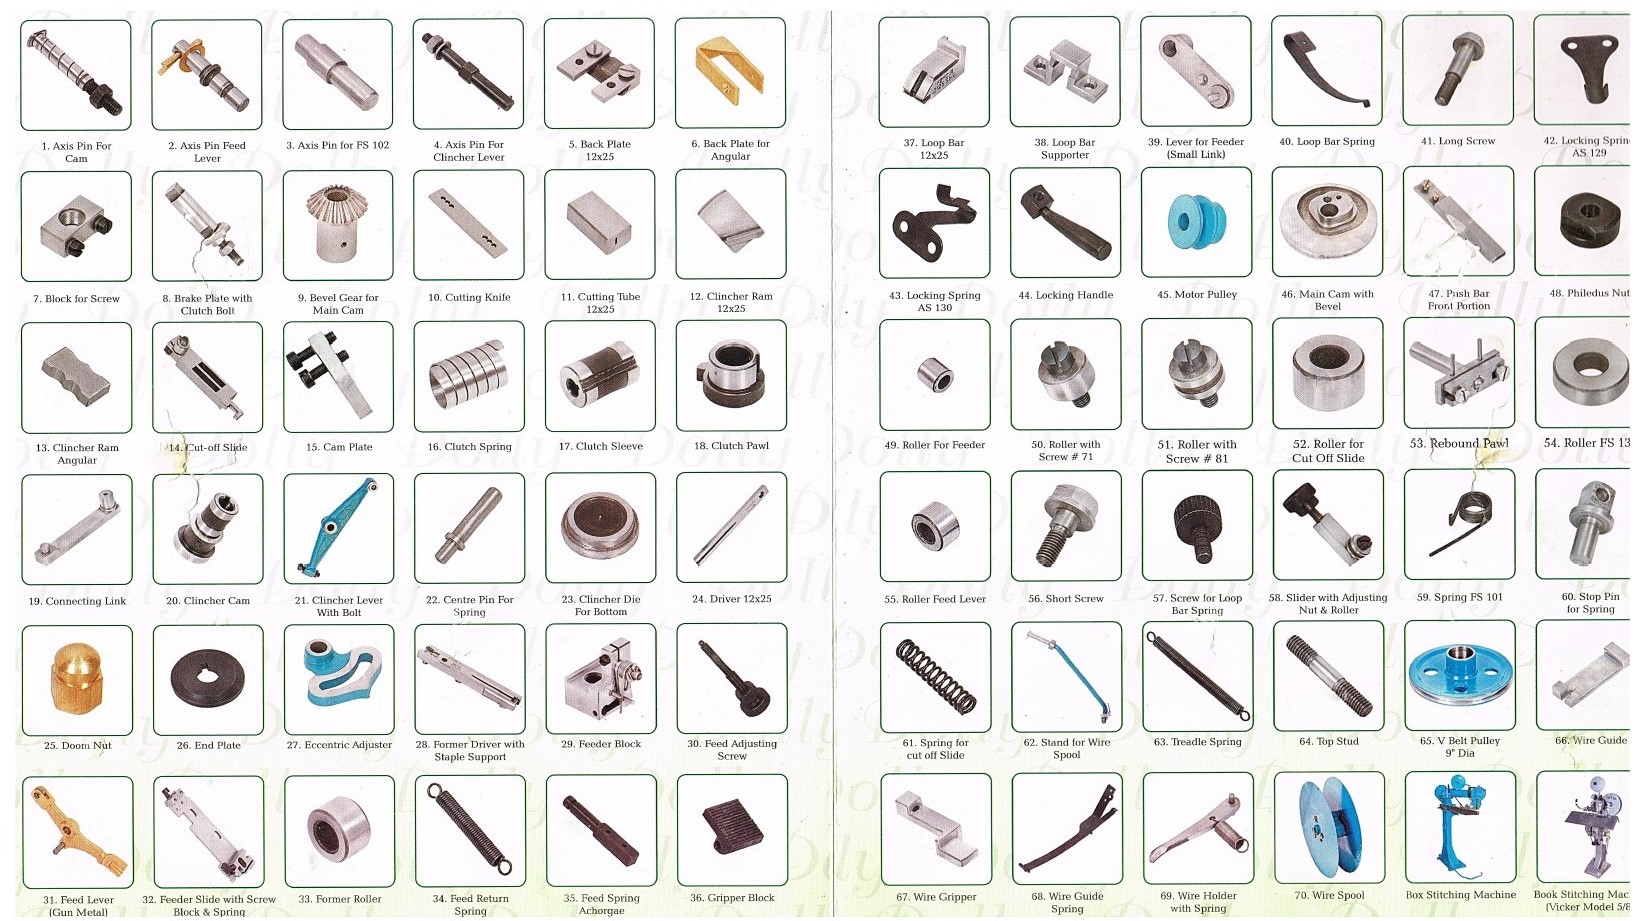 1. Axis Pin For
Cam
2. Axis Pin Feed
Lever
3. Axis Pin for FS 102
4. Axis Pin For
Clincher Lever
5. Back Plate
12x25
6. Back Plate for
Angular
7. Block for Screw
8. Brake Plate with
Clutch Bolt
9. Bevel Gear for
Main Cam
10. Cutting Knife
11. Cutting Tube
12x25
12. Clincher Ram
12x25
13. Clincher Ram
Angular
14. Cut-off Slide
15. Cam Plate
16. Clutch Spring
17. Clutch Sleeve
18. Clutch Pawl
19. Connecting Link
20. Clincher Cam
21. Clincher Lever
With Bolt
22. Centre Pin For
Spring
23. Clincher Die
For Bottom
24. Driver 12x25
25. Doom Nut
26. End Plate
27. Eccentric Adjuster
28. Former Driver with
Staple Support
29. Feeder Block
30. Feed Adjusting
Screw
31. Feed Lever
(Gun Metal)
32. Feeder Slide with Screw
Block & Spring
33. Former Roller
34. Feed Return
Spring
35. Feed Spring
Achorgae
36. Gripper Block
37. Loop Bar
12x25
38. Loop Bar
Supporter
39. Lever for Feeder
(Small Link)
40. Loop Bar Spring
41. Long Screw
42. Locking Sprin
AS 129
43. Locking Spring
AS 130
44. Locking Handle
45. Motor Pulley
46. Main Cam with
Bevel
47. Push Bar
Front Portion
48. Philedus Nut
49. Roller For Feeder
50. Roller with
Screw # 71
51. Roller with
Screw # 81
52. Roller for
Cut Off Slide
53. Rebound Pawl
54. Roller FS 13
55. Roller Feed Lever
56. Short Screw
57. Screw for Loop
Bar Spring
58. Slider with Adjusting
Nut & Roller
59. Spring FS 101
60. Stop Pin
for Spring
61. Spring for
cut off Slide
62. Stand for Wire
Spool
63. Treadle Spring
64. Top Stud
65. V Belt Pulley
9" Dia
66. Wire Guide
67. Wire Gripper
68. Wire Guide
Spring
69. Wire Holder
with Spring
70. Wire Spool
Box Stitching Machine
Book Stitching Mac
(Vicker Model 5/8